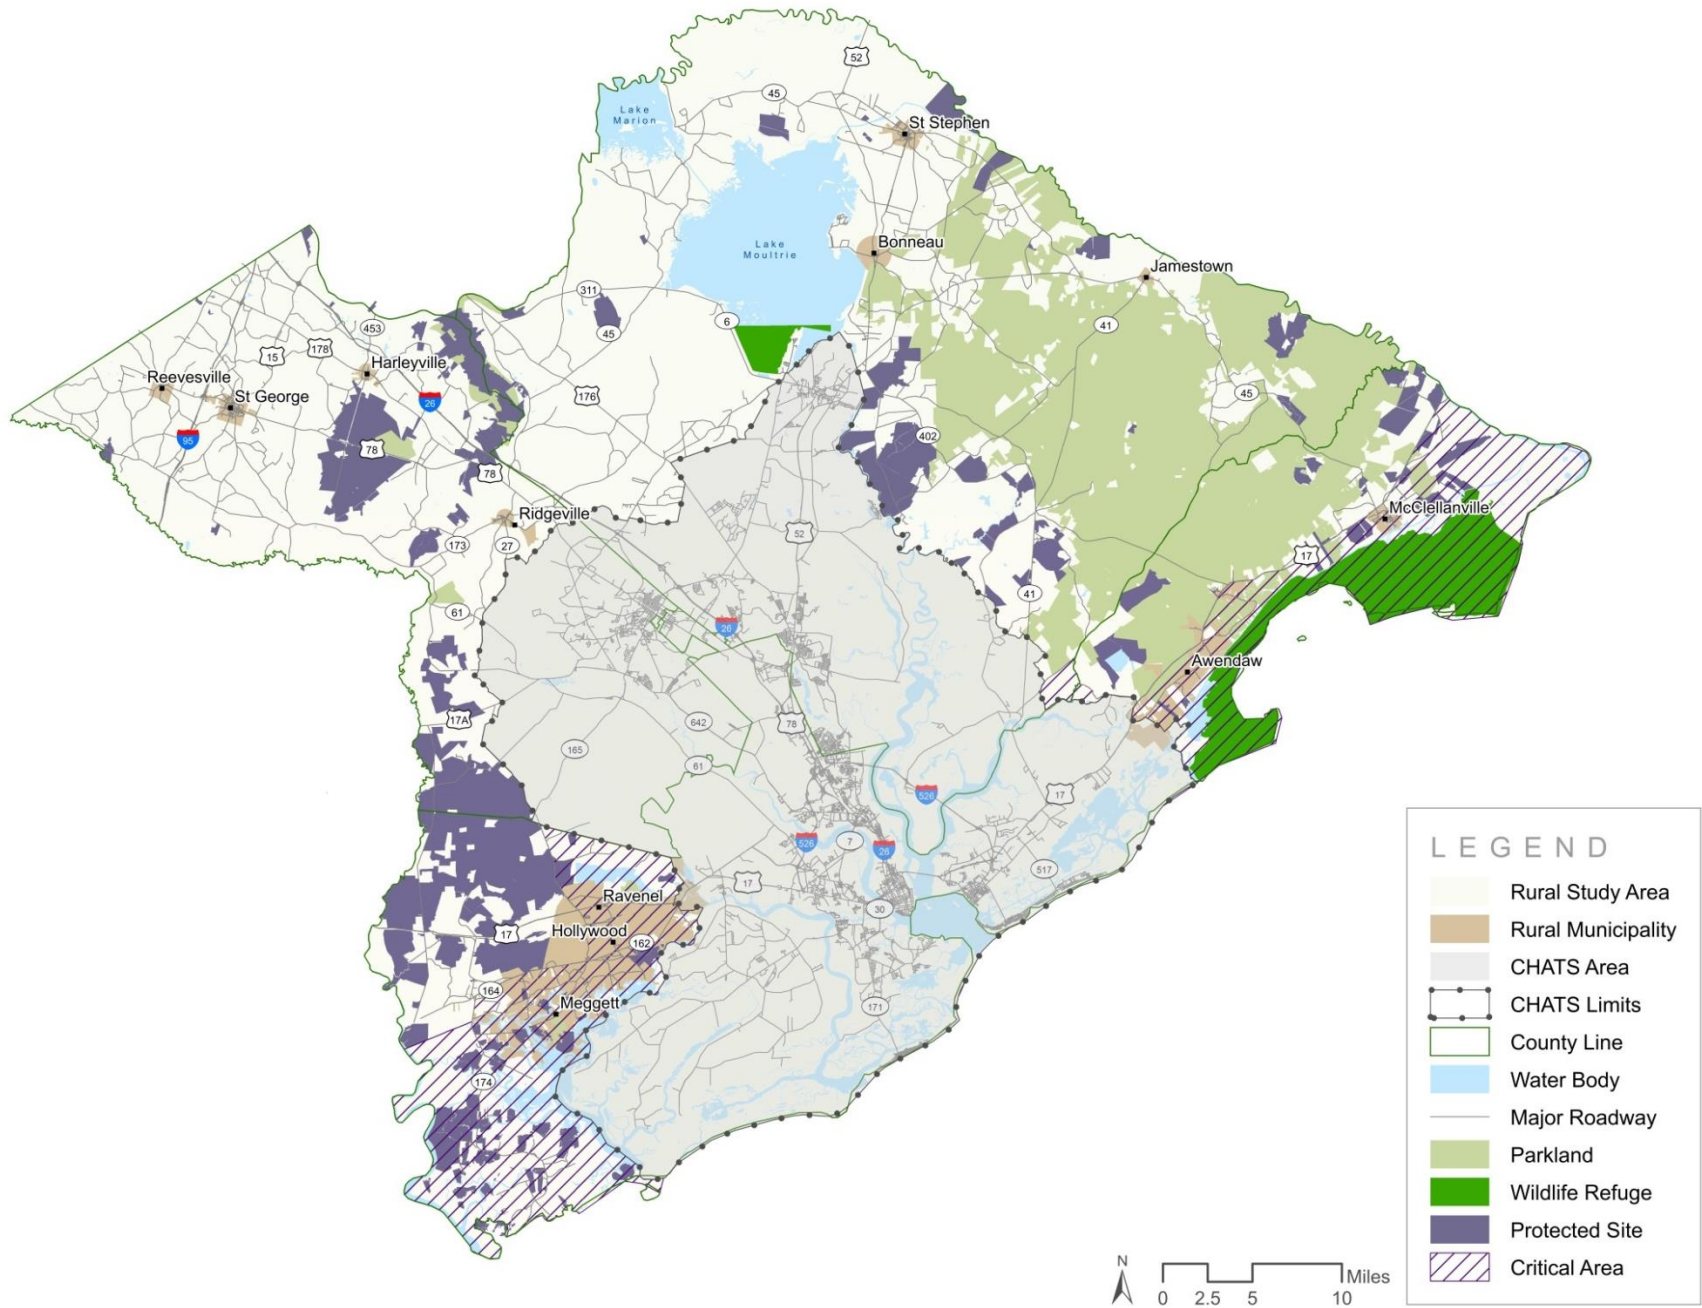 52
45
Lake
Marion
St Stephen
Lake
Moultrie
Bonneau
Jamestown
311
45
6
41
453
178
15
Harleyville
Reevesville
St George
26
176
45
95
78
402
78
McClellanville
Ridgeville
52
17
173
27
41
61
26
Awendaw
17A
642
78
165
61
526
17
526
7
26
517
17
Ravenel
30
Hollywood
17
162
164
171
Meggett
174
LEGEND
Rural Study Area
Rural Municipality
CHATS Area
CHATS Limits
County Line
Water Body
Major Roadway
Parkland
Wildlife Refuge
Protected Site
Critical Area
N
Miles
0 2.5 5 10